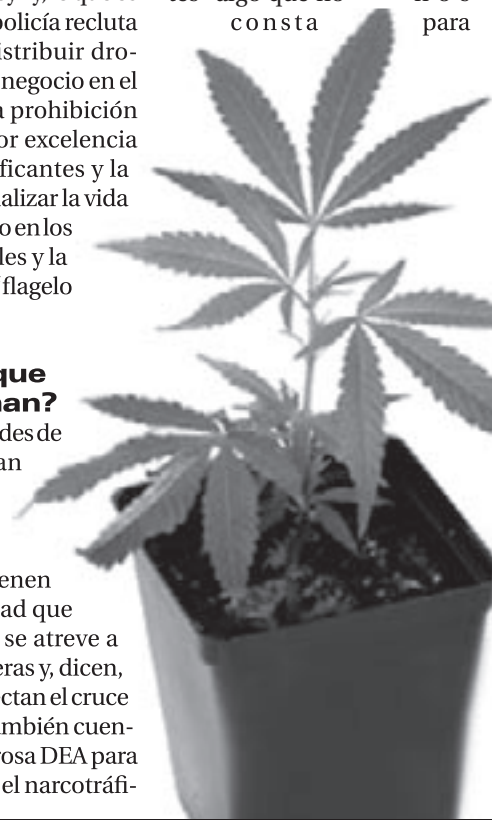 policía recluta
istribuir dro-
negocio en el
a prohibición
or excelencia
ficantes y la
alizar la vida
o en los
les y la
flagelo
que
nan?
des de
an
enen
ad que
se atreve a
eras y, dicen,
ectan el cruce
ambién cuen-
rosa DEA para
el narcotráfi-
consta para